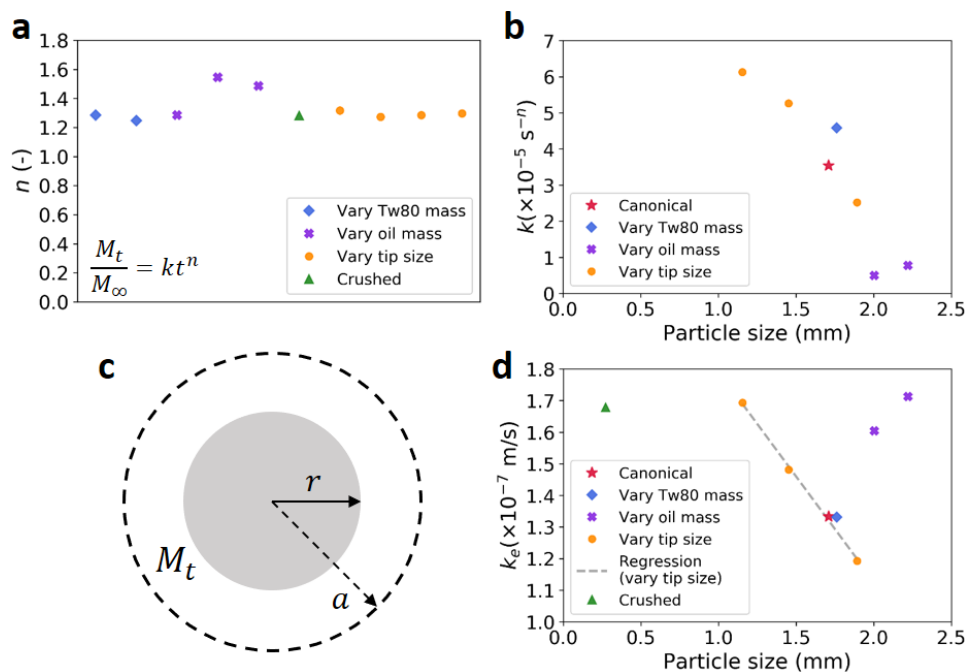 a
n (-)
1.8
1.6
1.4
1.2
1.0
0.8
0.6
0.4
0.2
0.0
M_t
M_∞
= kt^n
Vary Tw80 mass
Vary oil mass
Vary tip size
Crushed
b
k(×10⁻⁵ s⁻ⁿ)
6
5
4
3
2
1
0
Canonical
Vary Tw80 mass
Vary oil mass
Vary tip size
0.0 0.5 1.0 1.5 2.0 2.5
Particle size (mm)
c
r
a
M_t
d
k_e(×10⁻⁷ m/s)
1.8
1.7
1.6
1.5
1.4
1.3
1.2
1.1
1.0
Canonical
Vary Tw80 mass
Vary oil mass
Vary tip size
Regression
(vary tip size)
Crushed
0.0 0.5 1.0 1.5 2.0 2.5
Particle size (mm)